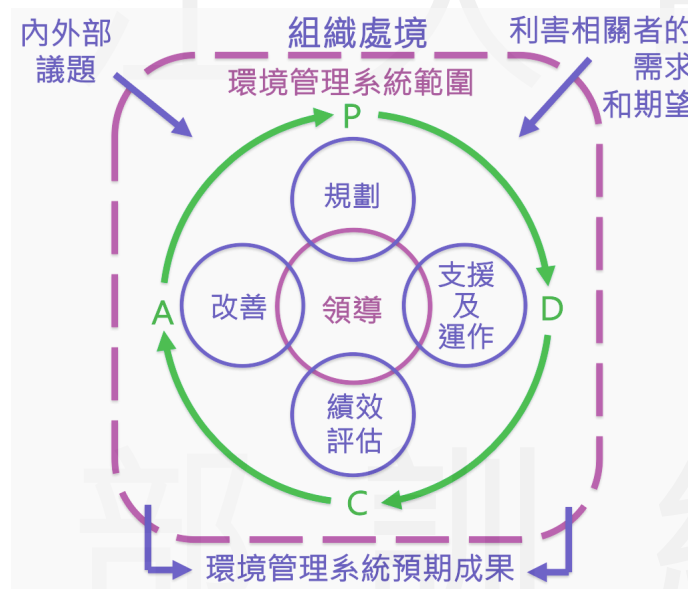 內外部
議題
組織處境
利害相關者的
需求
和期望
環境管理系統範圍
P
規劃
A
改善
領導
支援
及
運作
D
績效
評估
C
環境管理系統預期成果